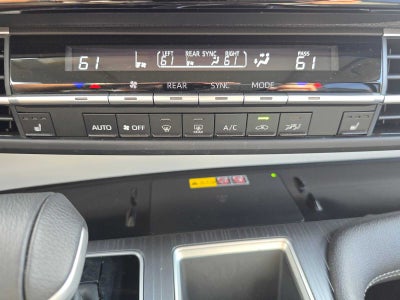 LEFT REAR SYNC RIGHT PASS
61 61 61 61
REAR SYNC MODE
AUTO OFF A/C